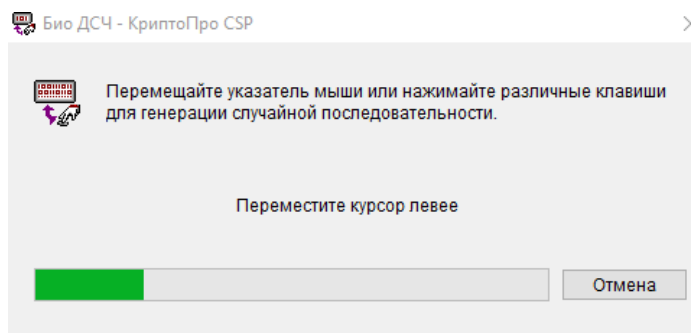 Био ДСЧ - КриптоПро CSP
Перемещайте указатель мыши или нажимайте различные клавиши
для генерации случайной последовательности.
Переместите курсор левее
Отмена